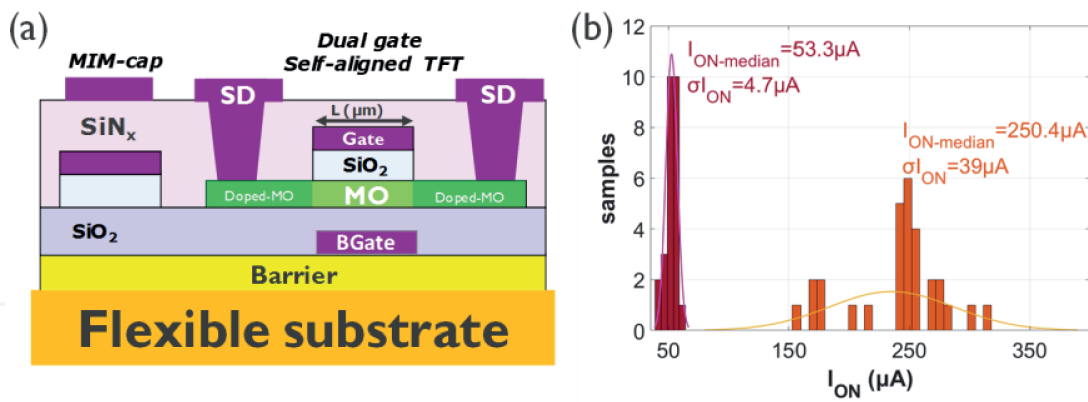 (a)
MIM-cap
Dual gate
Self-aligned TFT
SD
SD
L (µm)
SiNx
Gate
SiO2
Doped-MO
MO
Doped-MO
SiO2
BGate
Barrier
Flexible substrate
(b)
12
10
8
6
4
2
0
samples
ION-median=53.3µA
σION=4.7µA
ION-median=250.4µA
σION=39µA
50
150
250
350
ION (µA)